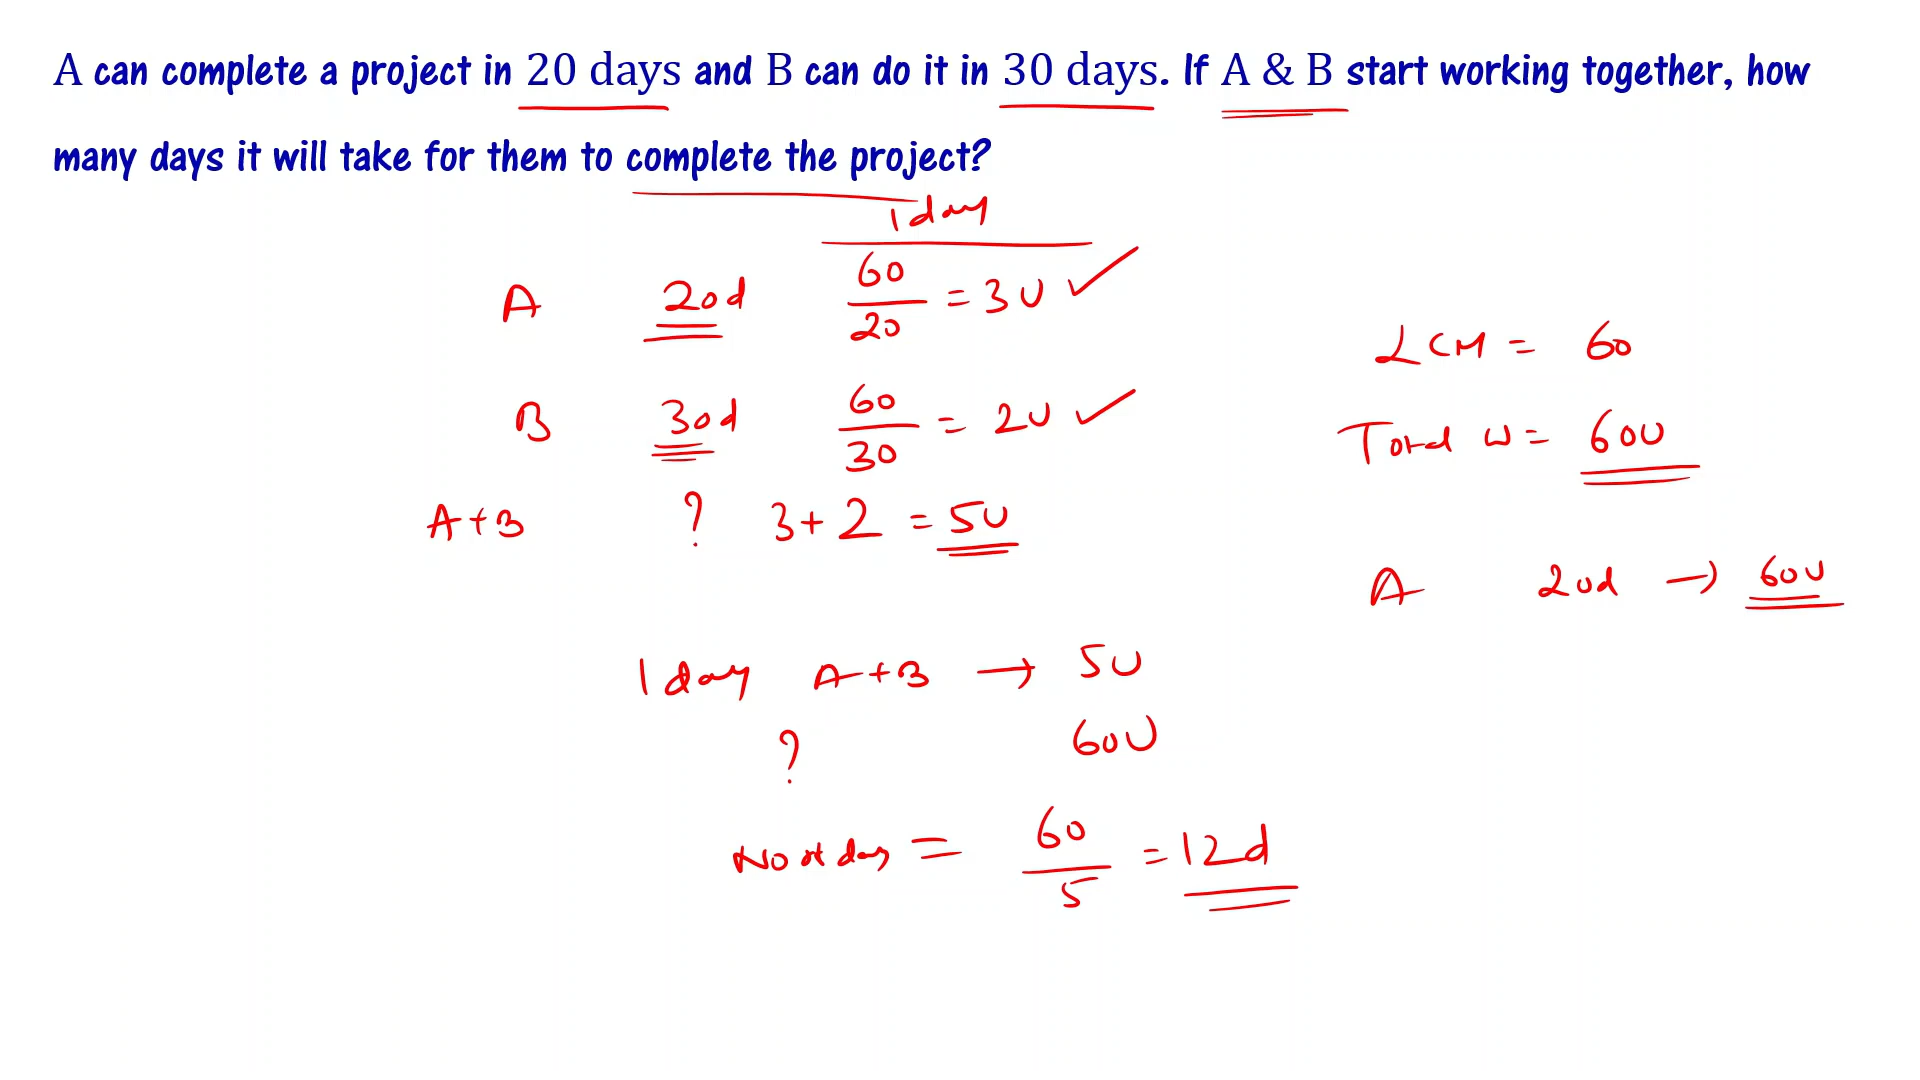 A can complete a project in 20 days and B can do it in 30 days. If A & B start working together, how
many days it will take for them to complete the project?
1 day
A 20d 60/20 = 3U ✓
B 30d 60/30 = 2U ✓
A+B ? 3+2 = 5U
LCM = 60
Total W = 60U
A 20d → 60U
1 day A+B → 5U
? 60U
No of days = 60/5 = 12d